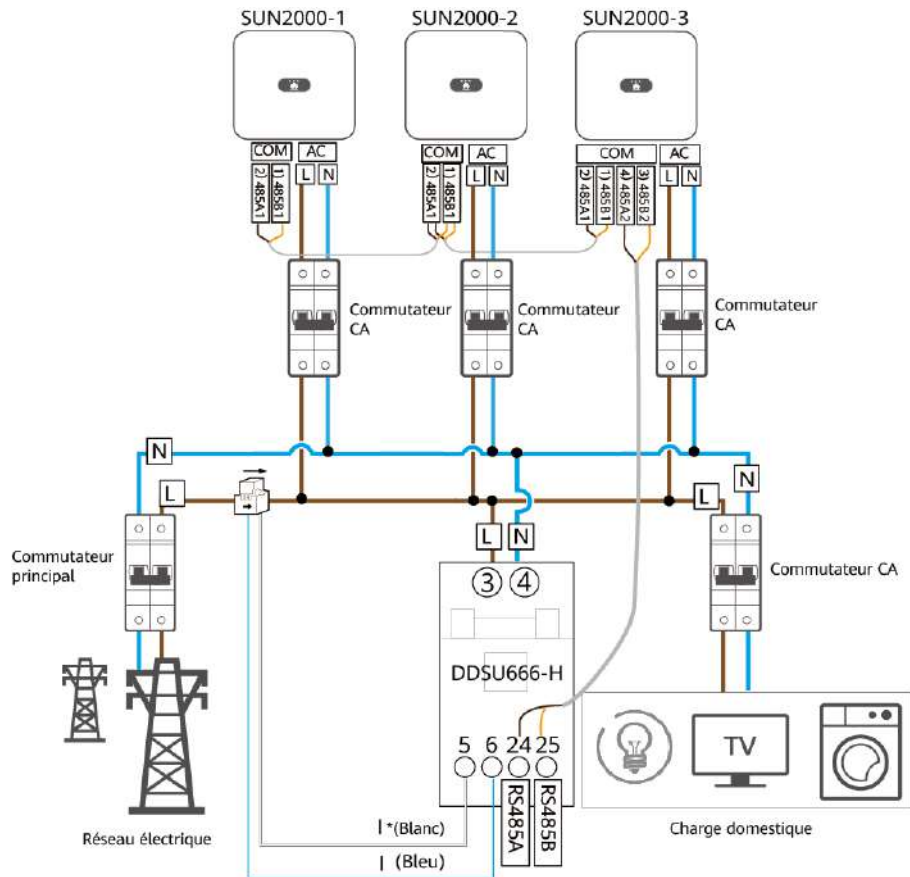 SUN2000-1
SUN2000-2
SUN2000-3
COM
AC
2) 485A1
1) 485B1
L
N
COM
AC
2) 485A1
1) 485B1
L
N
COM
AC
2) 485A1
1) 485B1
4) 485A2
3) 485B2
L
N
Commutateur
CA
Commutateur
CA
Commutateur
CA
N
L
L
N
L
N
Commutateur
principal
3
4
Commutateur CA
DDSU666-H
5
6
24
25
RS485A
RS485B
TV
I*(Blanc)
I (Bleu)
Réseau électrique
Charge domestique